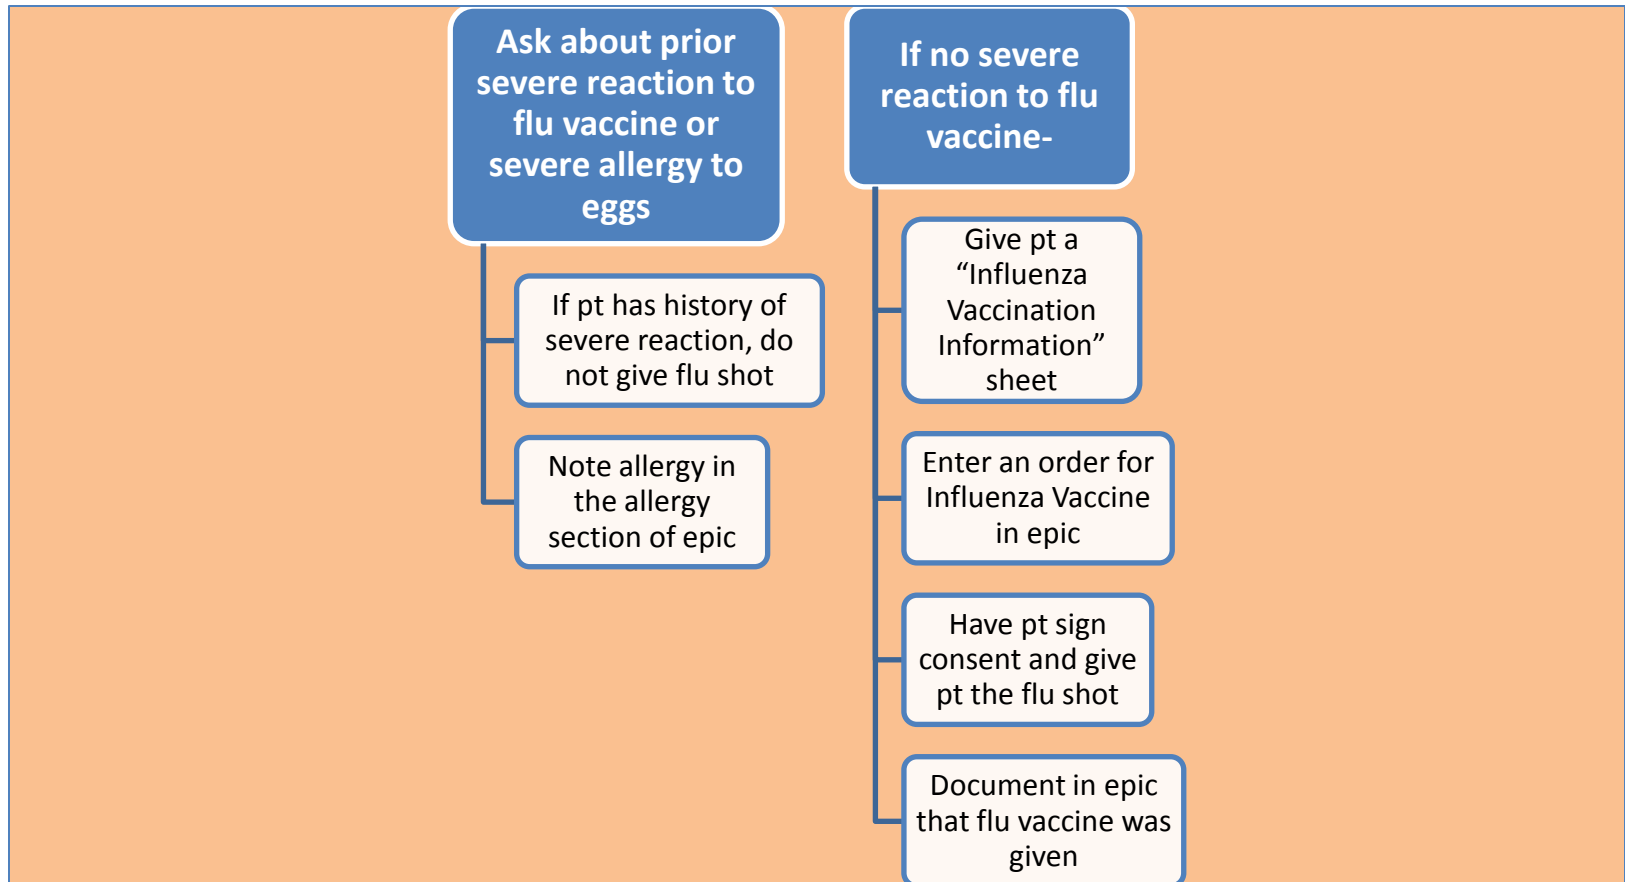 Ask about prior
severe reaction to
flu vaccine or
severe allergy to
eggs
If pt has history of
severe reaction, do
not give flu shot
Note allergy in
the allergy
section of epic
If no severe
reaction to flu
vaccine-
Give pt a
“Influenza
Vaccination
Information”
sheet
Enter an order for
Influenza Vaccine
in epic
Have pt sign
consent and give
pt the flu shot
Document in epic
that flu vaccine was
given